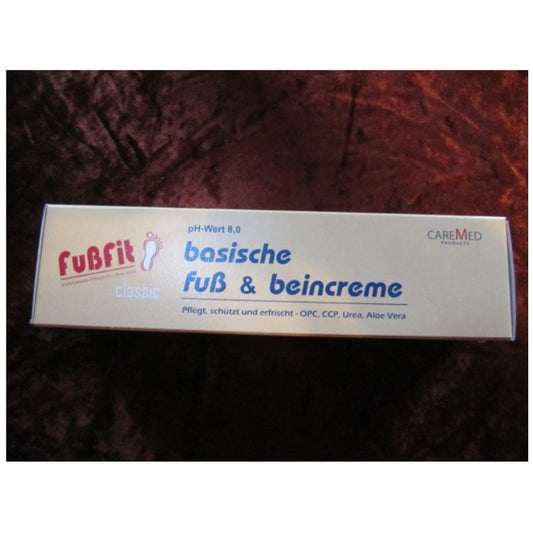 FußFit
classic
pH-Wert 8,0
basische
fuß & beincreme
Pflegt, schützt und erfrischt - OPC, CCP, Urea, Aloe Vera
CAREMED
PRODUCTS